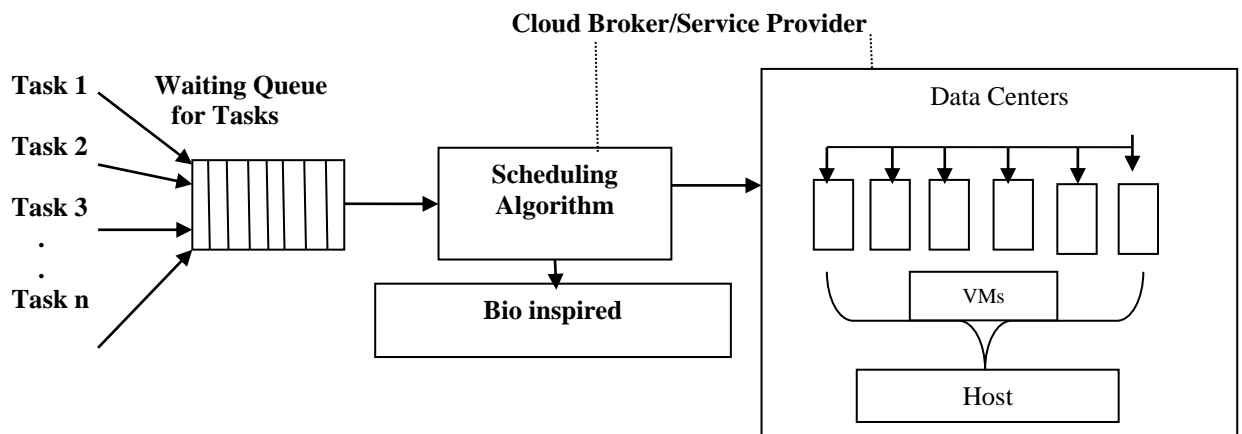 Cloud Broker/Service Provider
Task 1
Task 2
Task 3
.
.
Task n
Waiting Queue
for Tasks
Scheduling
Algorithm
Bio inspired
Data Centers
VMs
Host